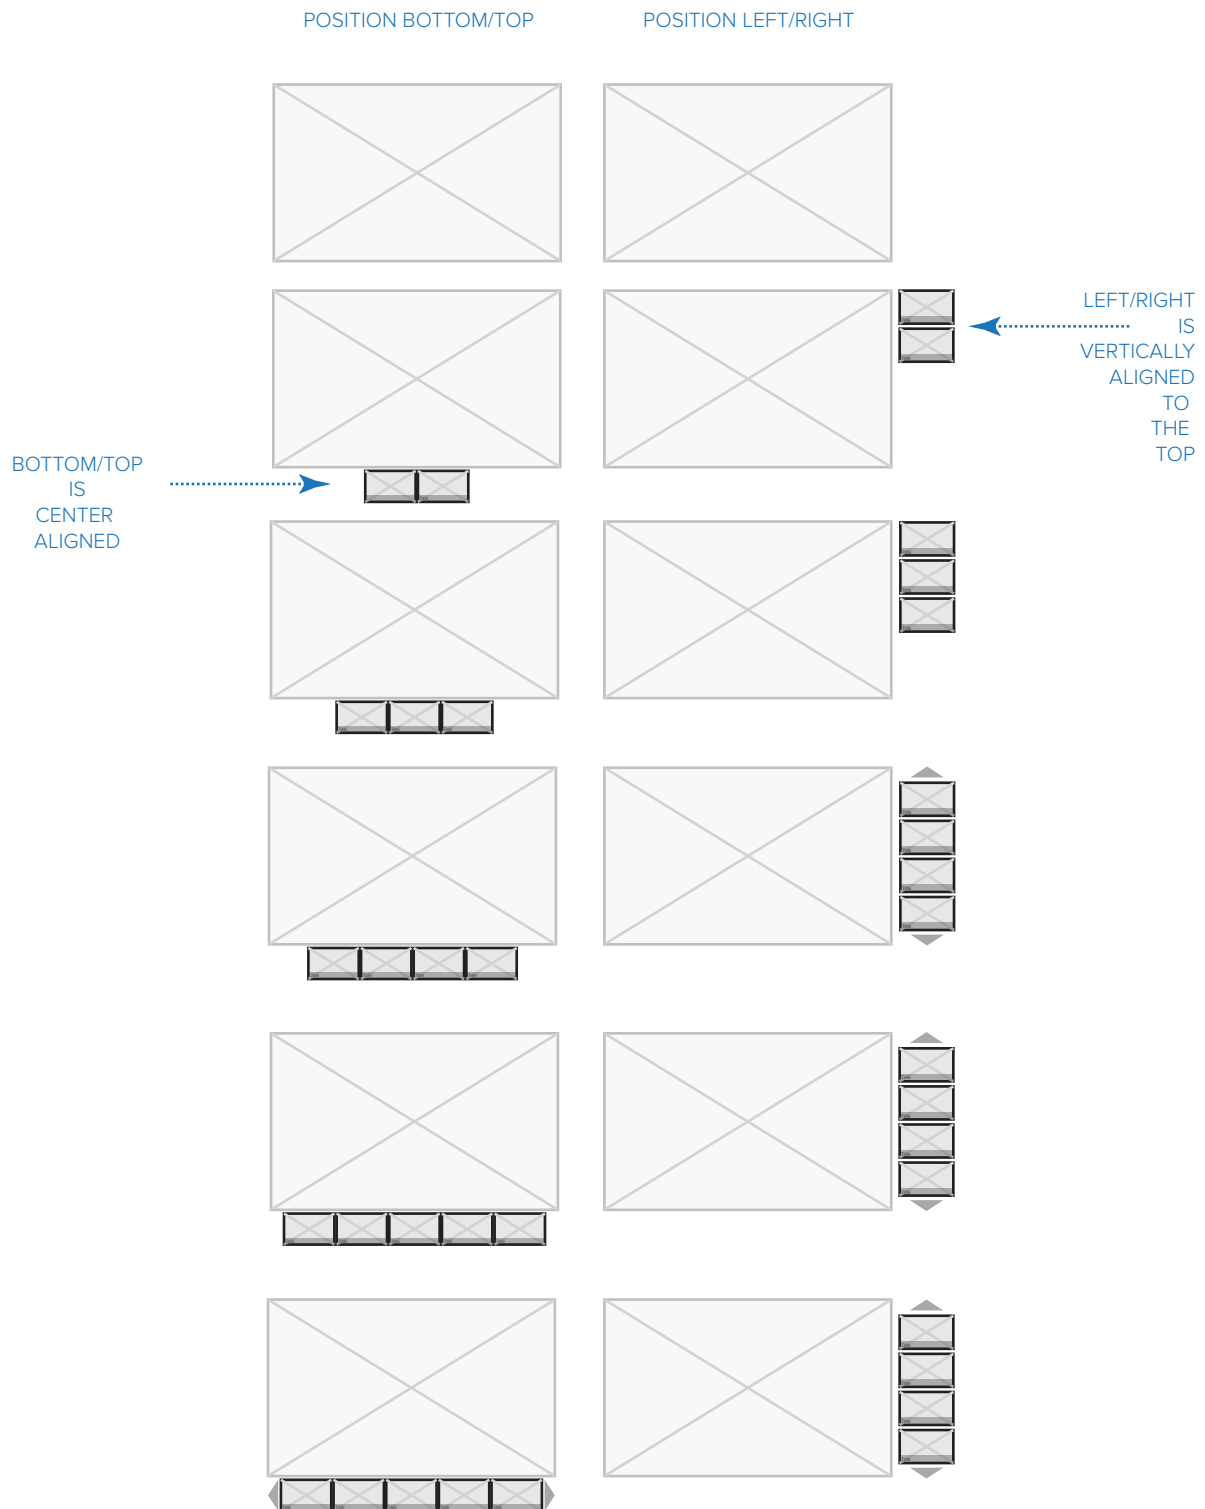 POSITION BOTTOM/TOP
POSITION LEFT/RIGHT
LEFT/RIGHT
IS
VERTICALLY
ALIGNED
TO
THE
TOP
BOTTOM/TOP
IS
CENTER
ALIGNED